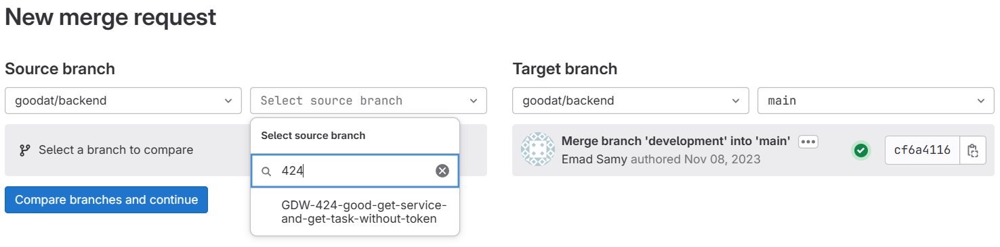 New merge request
Source branch
goodat/backend
Select source branch
Select a branch to compare
Select source branch
424
GDW-424-good-get-service-
and-get-task-without-token
Compare branches and continue
Target branch
goodat/backend
main
Merge branch 'development' into 'main'
Emad Samy authored Nov 08, 2023
cf6a4116